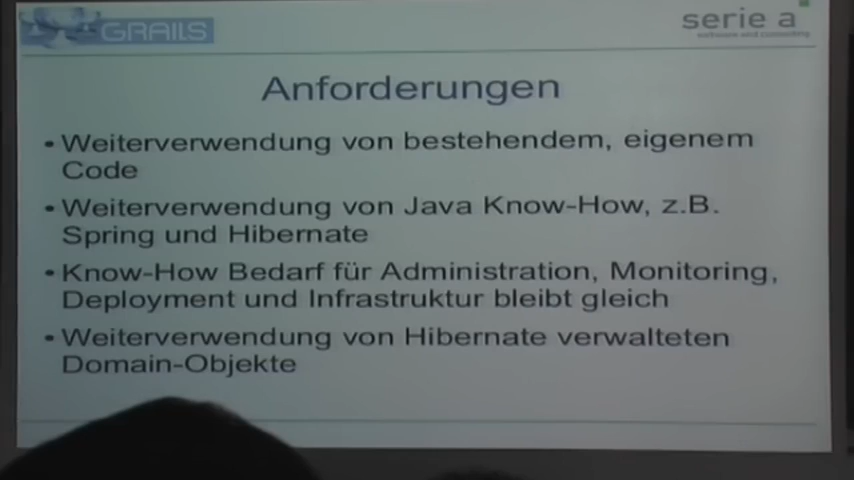 GRAILS
serie a
software und consulting
Anforderungen
• Weiterverwendung von bestehendem, eigenem
Code
• Weiterverwendung von Java Know-How, z.B.
Spring und Hibernate
• Know-How Bedarf für Administration, Monitoring,
Deployment und Infrastruktur bleibt gleich
• Weiterverwendung von Hibernate verwalteten
Domain-Objekte